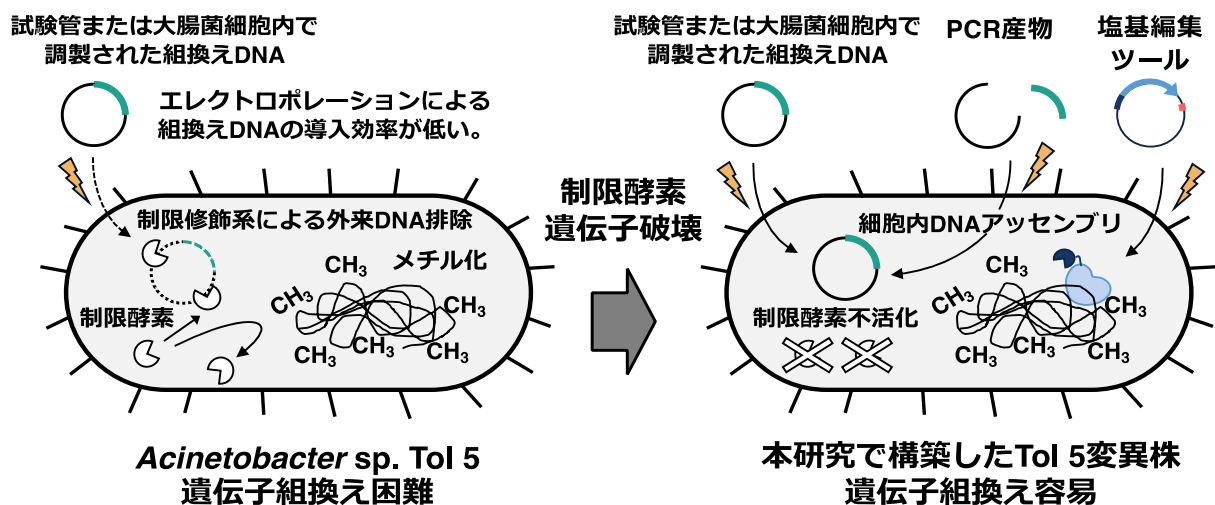 試験管または大腸菌細胞内で
調製された組換えDNA
エレクトロポレーションによる
組換えDNAの導入効率が低い。
制限修飾系による外来DNA排除
メチル化
CH3
CH3
CH3
制限酵素
CH3
CH3
CH3
Acinetobacter sp. Tol 5
遺伝子組換え困難
制限酵素
遺伝子破壊
試験管または大腸菌細胞内で
調製された組換えDNA
PCR産物
塩基編集
ツール
細胞内DNAアッセンブリ
CH3
CH3
CH3
制限酵素不活化
CH3
CH3
CH3
本研究で構築したTol 5変異株
遺伝子組換え容易